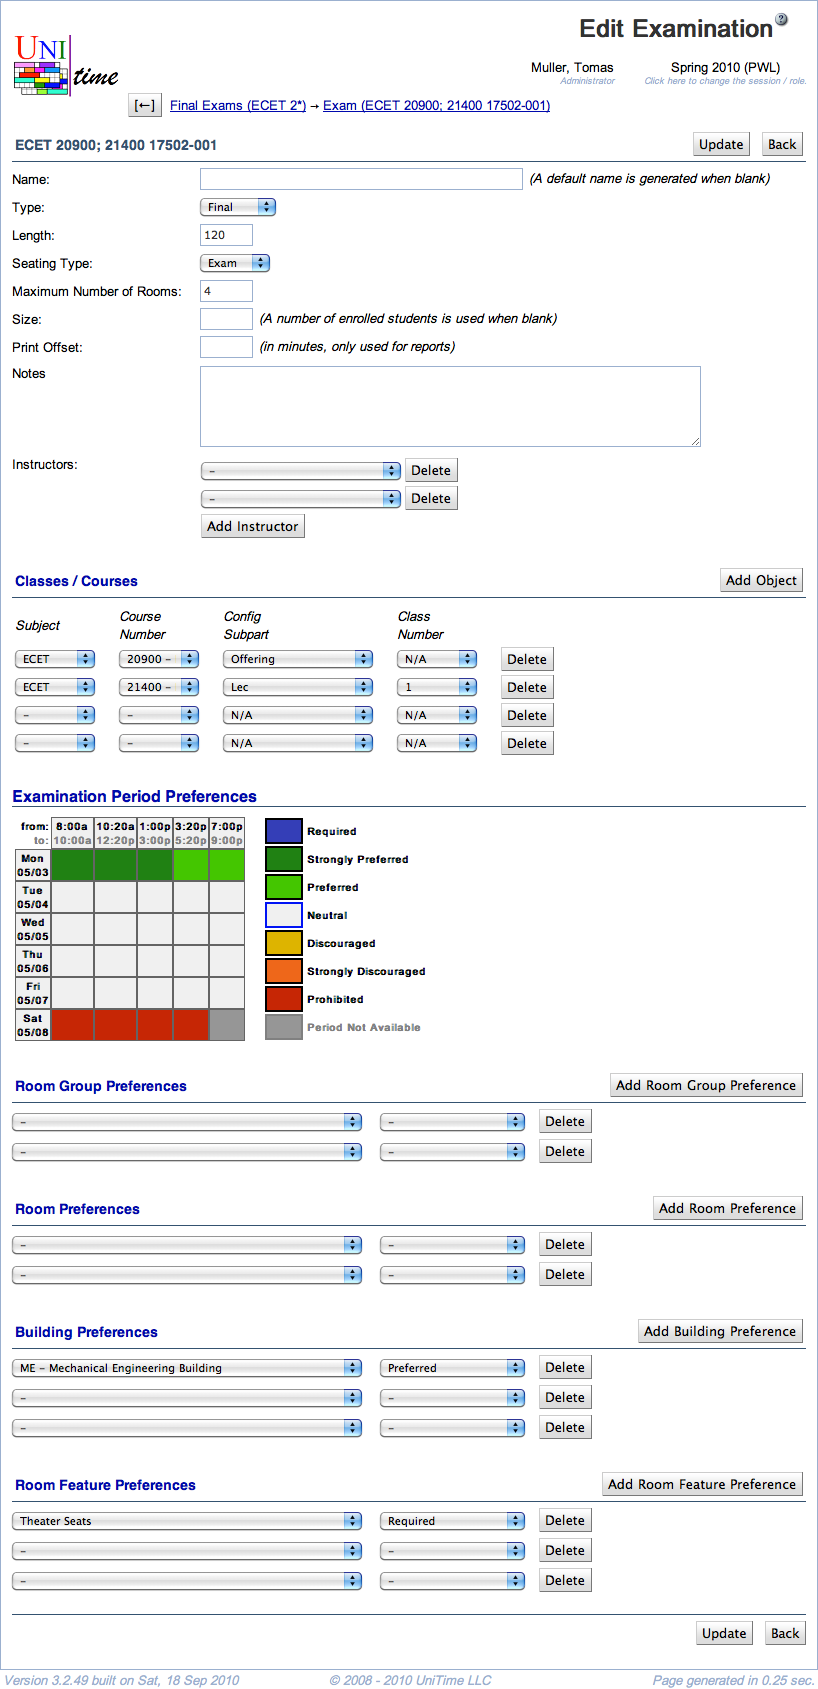 Edit Examination ?
UNI
time
Muller, Tomas Spring 2010 (PWL)
Administrator Click here to change the session / role.
[←] Final Exams (ECET 2*) → Exam (ECET 20900; 21400 17502-001)
ECET 20900; 21400 17502-001 Update Back
Name: (A default name is generated when blank)
Type: Final
Length: 120
Seating Type: Exam
Maximum Number of Rooms: 4
Size: (A number of enrolled students is used when blank)
Print Offset: (in minutes, only used for reports)
Notes
Instructors: – Delete
– Delete
Add Instructor
Classes / Courses Add Object
Subject Course Number Config Subpart Class Number
ECET 20900 – Offering N/A Delete
ECET 21400 – Lec 1 Delete
– – N/A N/A Delete
– – N/A N/A Delete
Examination Period Preferences
from: 8:00a 10:20a 1:00p 3:20p 7:00p
to: 10:00a 12:20p 3:00p 5:20p 9:00p
Mon 05/03
Tue 05/04
Wed 05/05
Thu 05/06
Fri 05/07
Sat 05/08
Required
Strongly Preferred
Preferred
Neutral
Discouraged
Strongly Discouraged
Prohibited
Period Not Available
Room Group Preferences Add Room Group Preference
– – Delete
– – Delete
Room Preferences Add Room Preference
– – Delete
– – Delete
Building Preferences Add Building Preference
ME – Mechanical Engineering Building Preferred Delete
– – Delete
– – Delete
Room Feature Preferences Add Room Feature Preference
Theater Seats Required Delete
– – Delete
– – Delete
Update Back
Version 3.2.49 built on Sat, 18 Sep 2010 © 2008 - 2010 UniTime LLC Page generated in 0.25 sec.